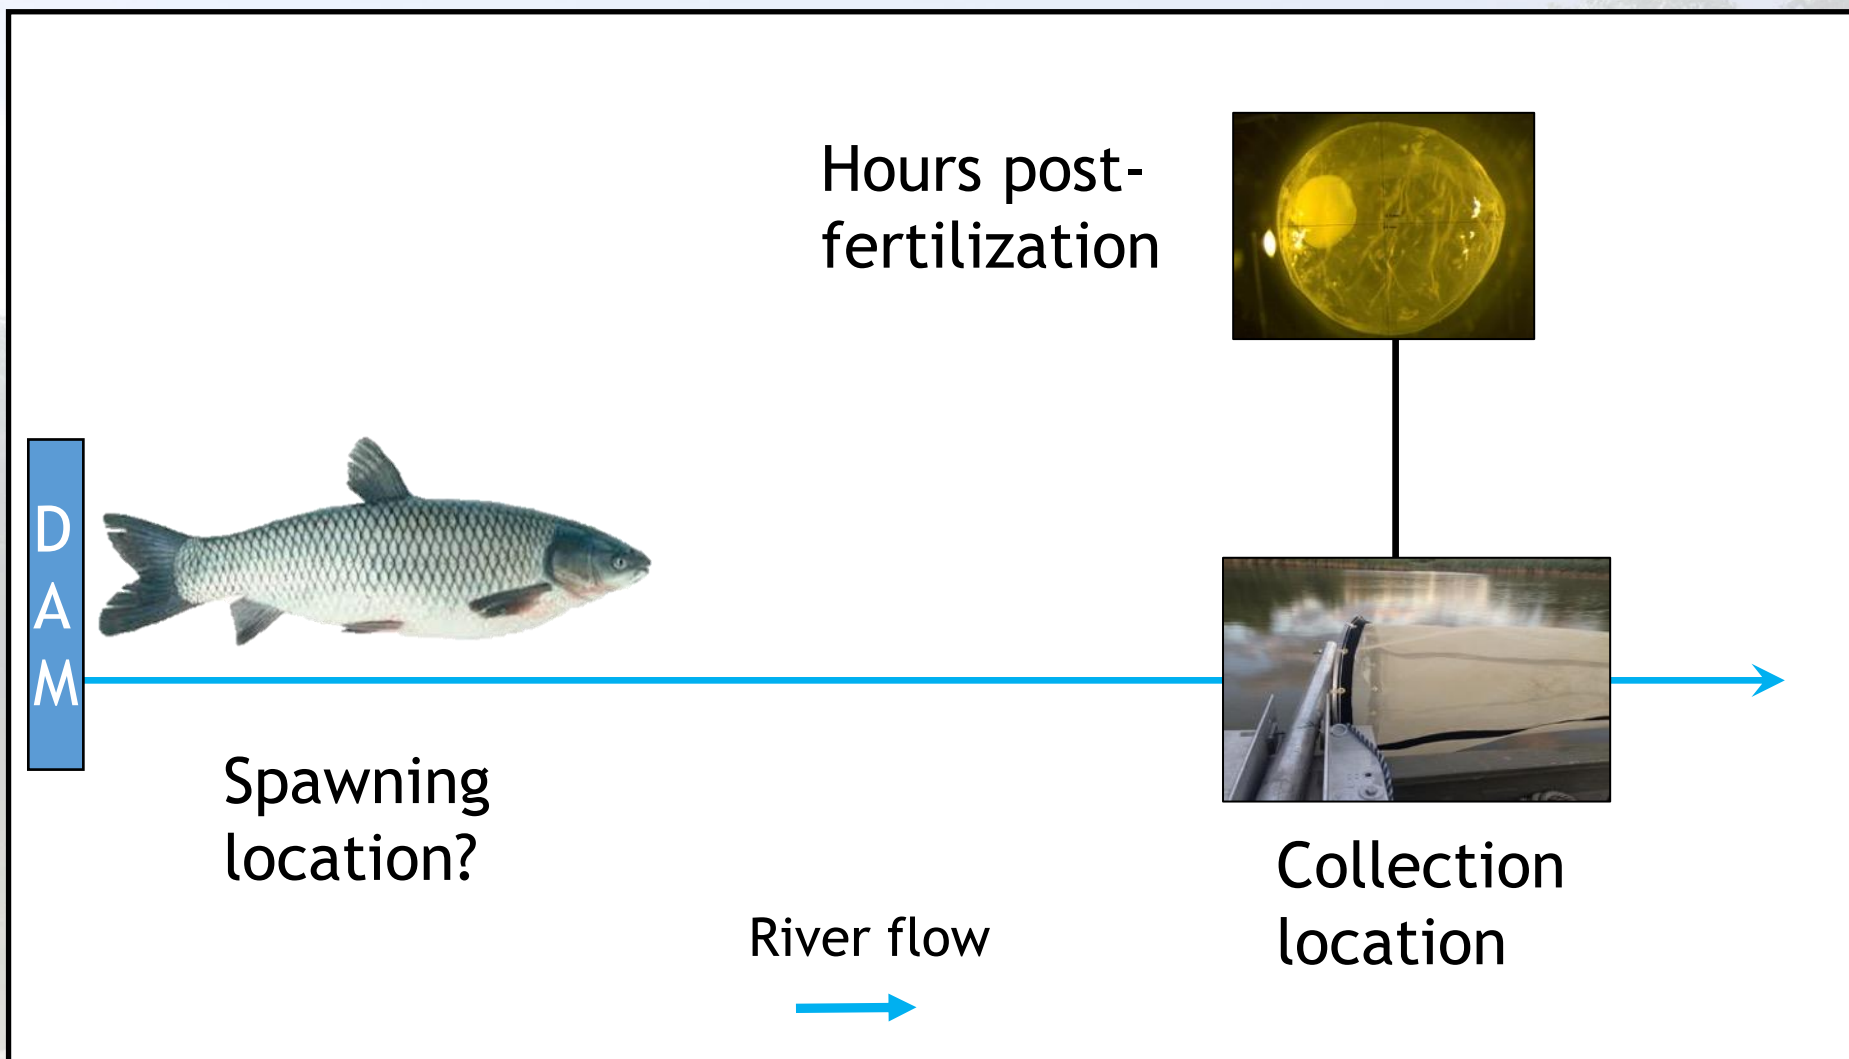 Hours post-
fertilization
D
A
M
Spawning
location?
Collection
location
River flow